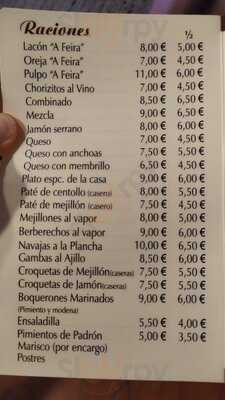 Raciones ½
Lacón "A Feira" 8,00 € 5,00 €
Oreja "A Feira" 7,00 € 4,50 €
Pulpo "A Feira" 11,00 € 6,00 €
Chorizitos al Vino 7,00 € 4,50 €
Combinado 8,50 € 6,50 €
Mezcla 9,00 € 6,00 €
Jamón serrano 8,00 € 6,00 €
Queso 7,00 € 4,50 €
Queso con anchoas 7,50 € 5,50 €
Queso con membrillo 6,50 € 4,50 €
Plato espc. de la casa 9,00 € 6,00 €
Paté de centollo (casero) 8,00 € 5,50 €
Paté de mejillón (casero) 7,50 € 4,50 €
Mejillones al vapor 8,00 € 5,00 €
Berberechos al vapor 9,00 € 6,00 €
Navajas a la Plancha 10,00 € 6,50 €
Gambas al Ajillo 8,50 € 6,00 €
Croquetas de Mejillón (caseras) 7,50 € 5,50 €
Croquetas de Jamón (caseras) 7,50 € 5,50 €
Boquerones Marinados 9,00 € 6,00 €
(Pimiento y modena)
Ensaladilla 5,50 € 4,00 €
Pimientos de Padrón 5,00 € 3,50 €
Marisco (por encargo)
Postres